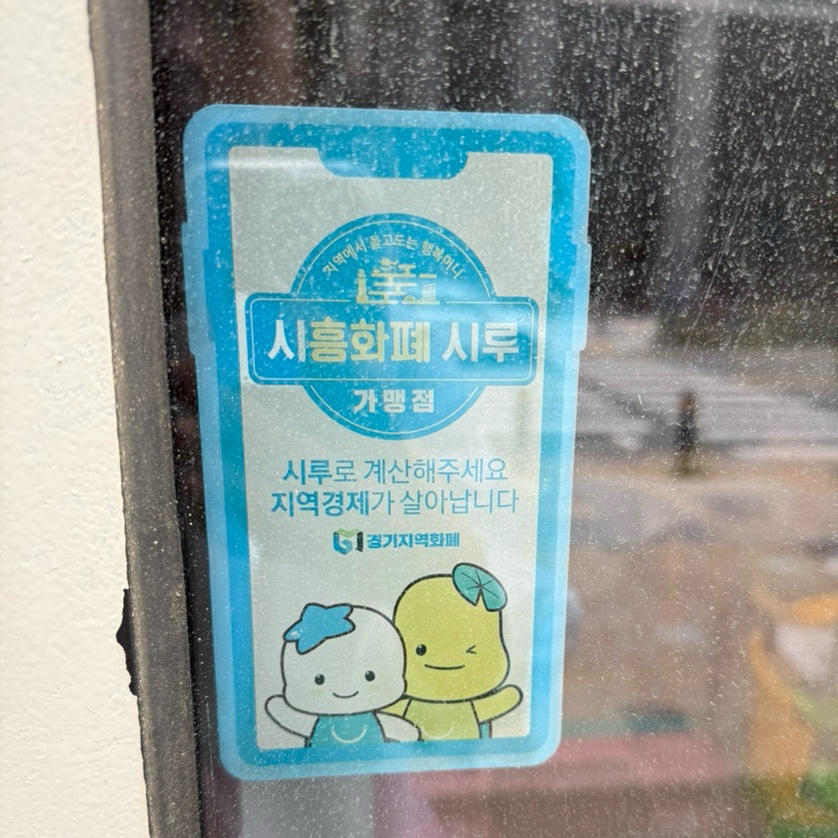 지역에서 돌고도는 행복머니
시흥화폐 시루
가맹점
시루로 계산해주세요
지역경제가 살아납니다
경기지역화폐